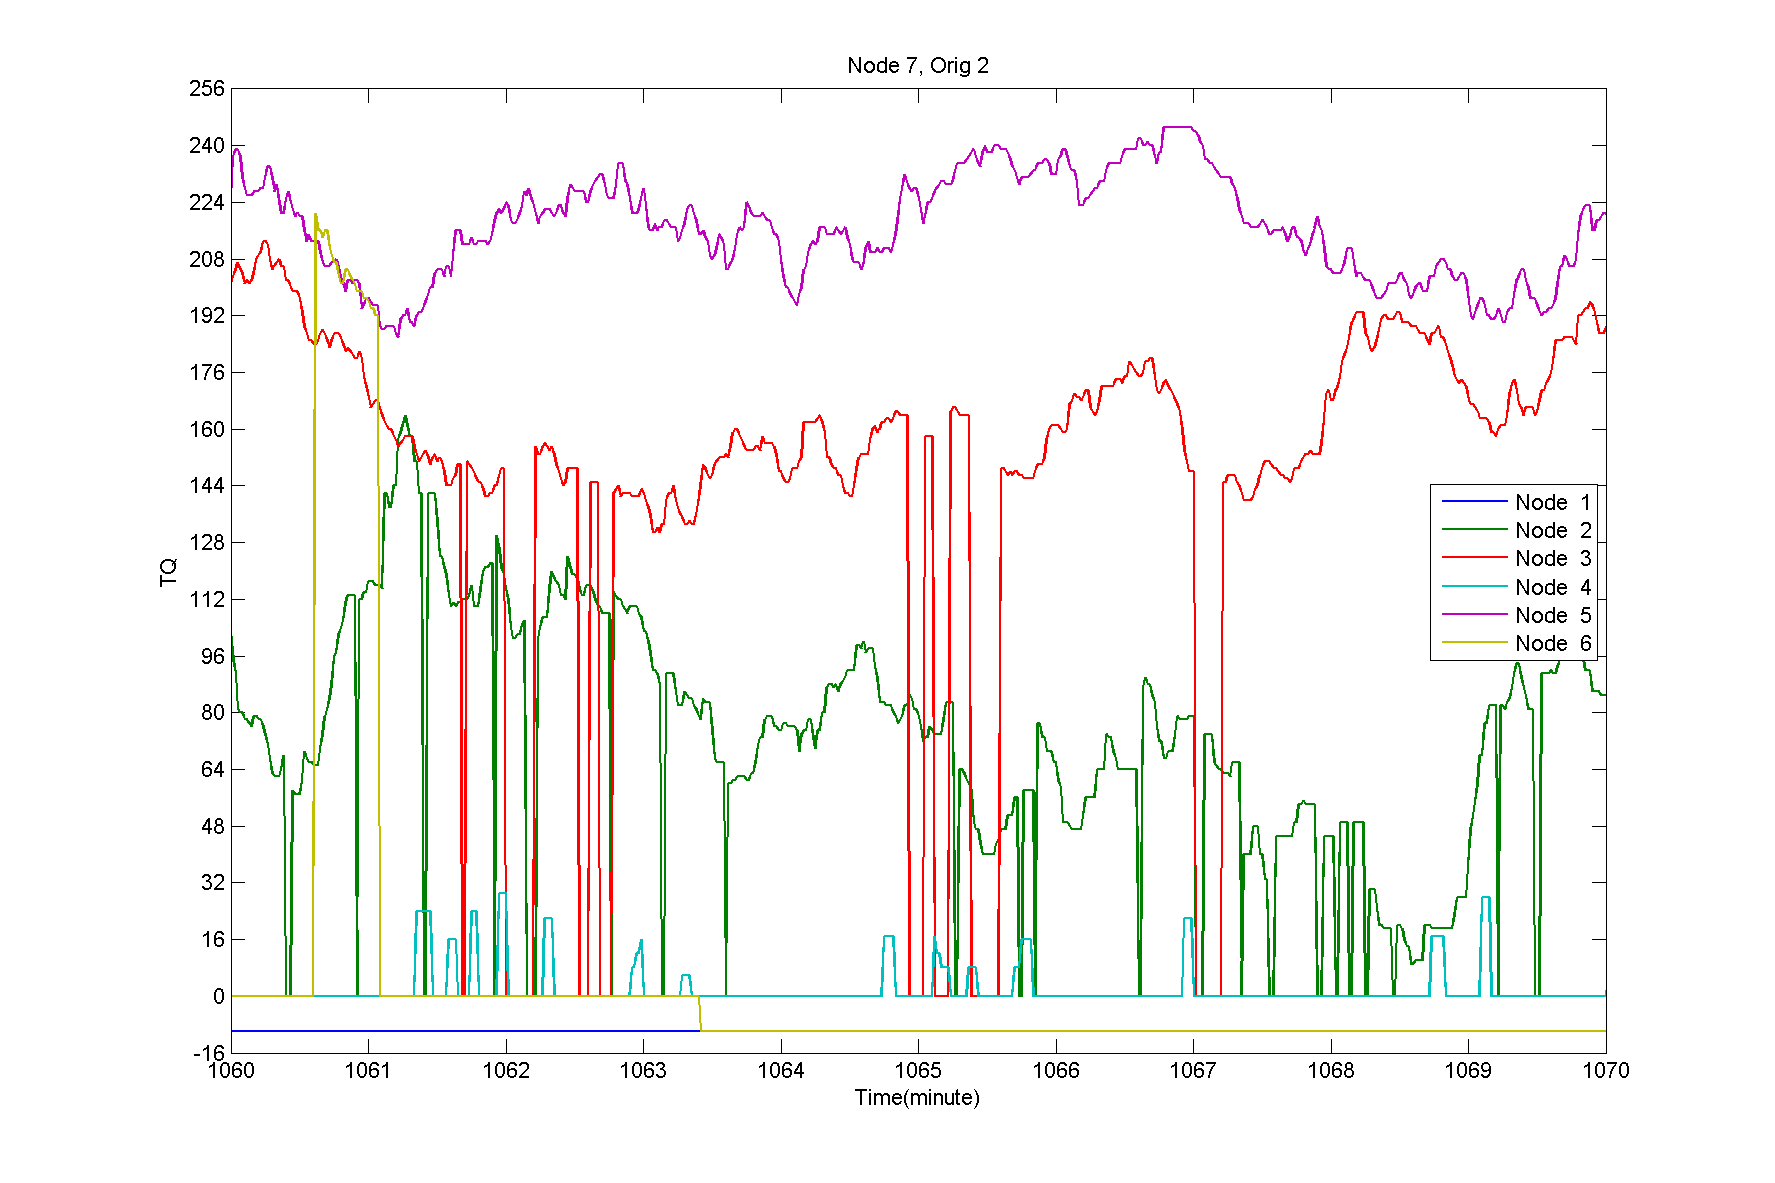 Node 7, Orig 2
256
240
224
208
192
176
160
144
128
112
96
80
64
48
32
16
0
-16
TQ
Node 1
Node 2
Node 3
Node 4
Node 5
Node 6
1060 1061 1062 1063 1064 1065 1066 1067 1068 1069 1070
Time(minute)